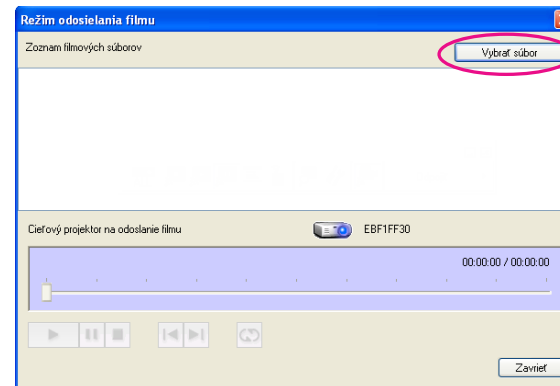 Režim odosielania filmu
Zoznam filmových súborov
Vybrať súbor
Cieľový projektor na odoslanie filmu
EBF1FF30
00:00:00 / 00:00:00
Zavrieť